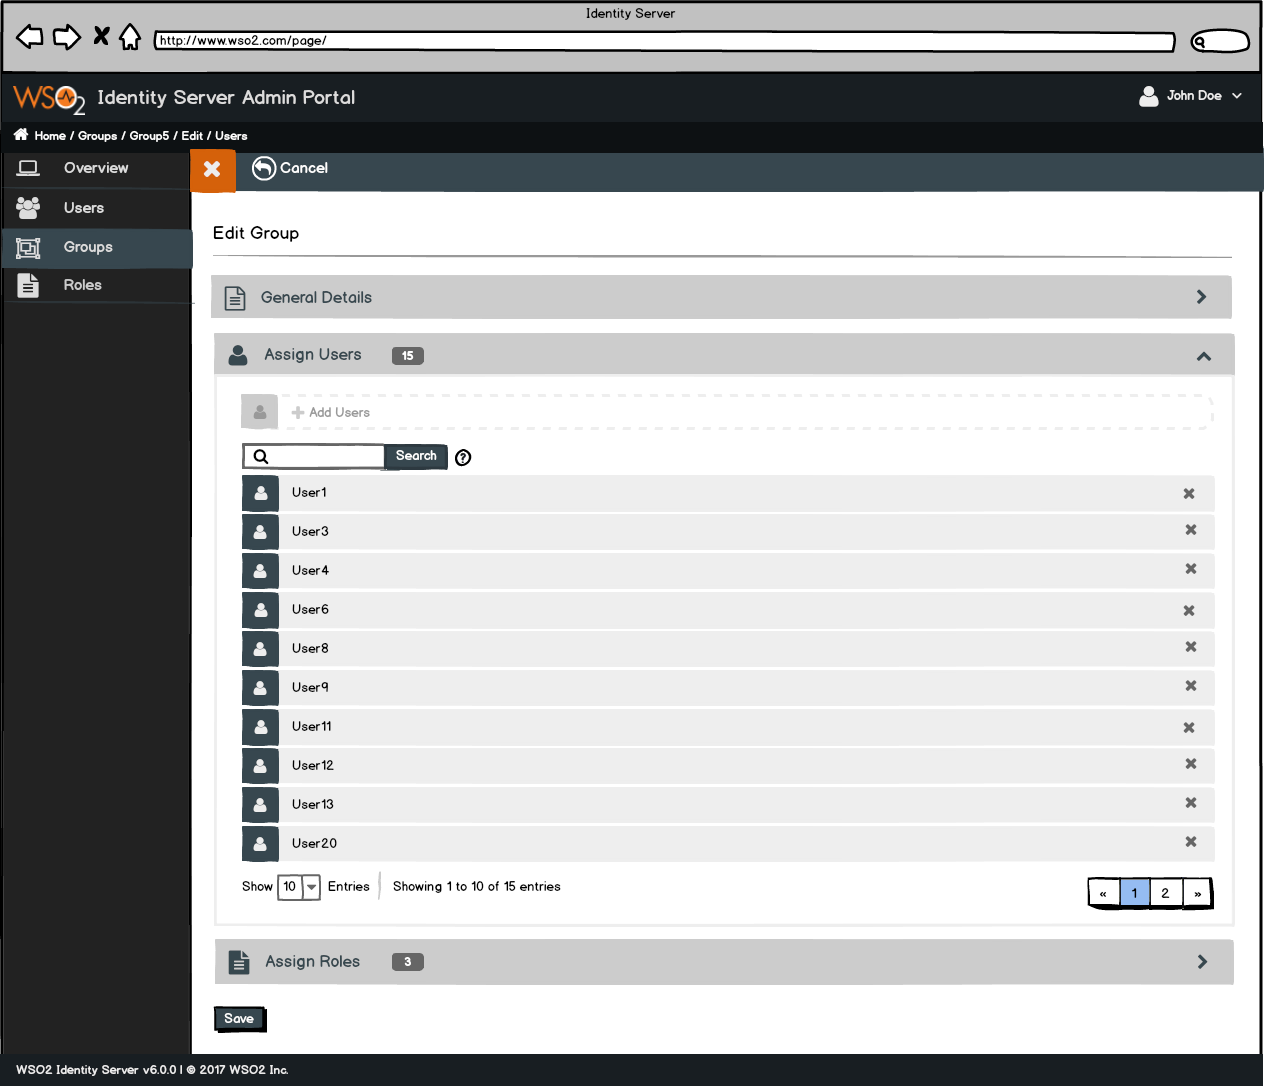 Identity Server
http://www.wso2.com/page/
WSO2 Identity Server Admin Portal
John Doe
Home / Groups / Group5 / Edit / Users
Overview
Users
Groups
Roles
Cancel
Edit Group
General Details
Assign Users 15
Add Users
Search
User1
User3
User4
User6
User8
User9
User11
User12
User13
User20
Show 10 Entries Showing 1 to 10 of 15 entries
« 1 2 »
Assign Roles 3
Save
WSO2 Identity Server v6.0.0 | © 2017 WSO2 Inc.